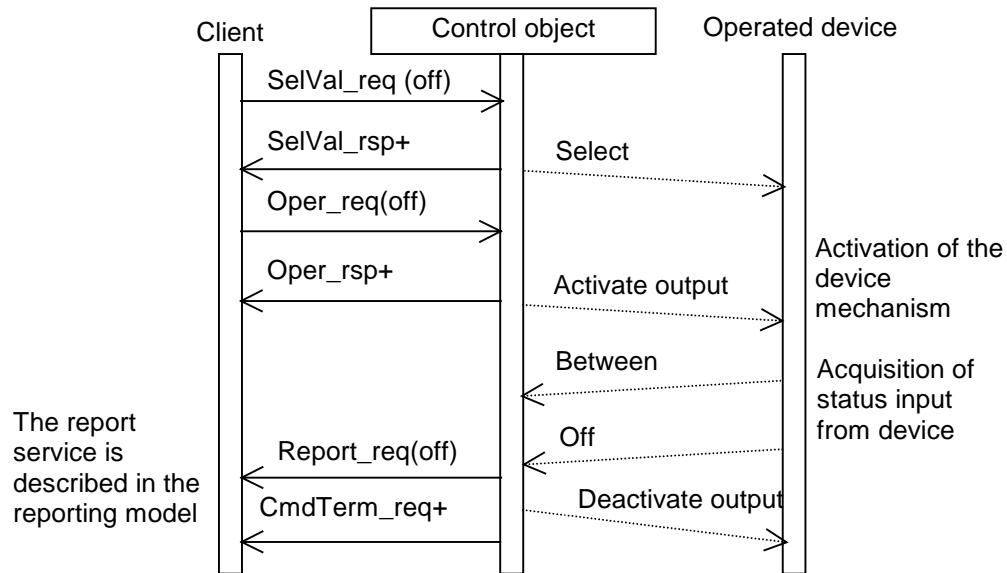 Client
Control object
Operated device
SelVal_req (off)
SelVal_rsp+
Select
Oper_req(off)
Oper_rsp+
Activate output
Activation of the
device
mechanism
Between
Acquisition of
status input
from device
Off
The report
service is
described in the
reporting model
Report_req(off)
CmdTerm_req+
Deactivate output